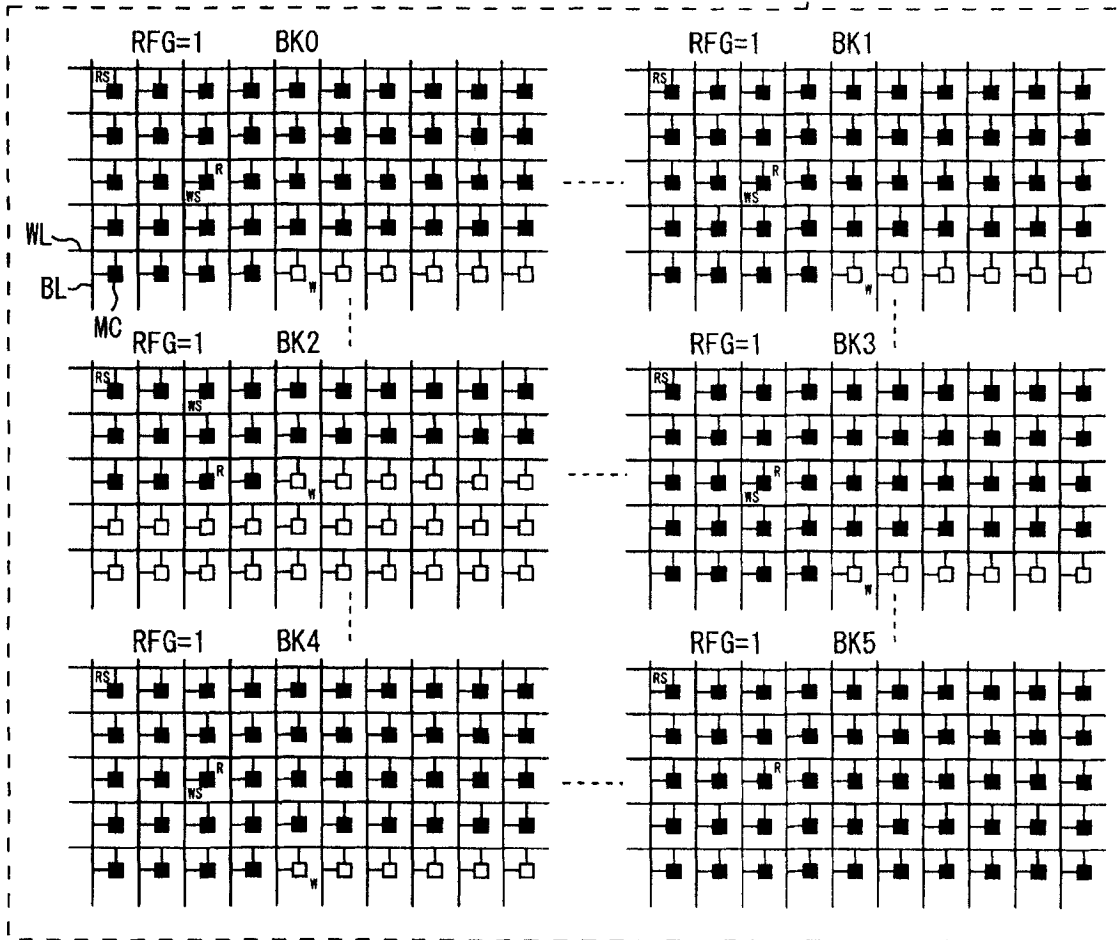 RFG=1 BK0 RFG=1 BK1
RS RS
R R
WS WS
WL
BL W W
MC
RFG=1 BK2 RFG=1 BK3
RS RS
WS
R R
W WS
W
RFG=1 BK4 RFG=1 BK5
RS RS
R R
WS
W